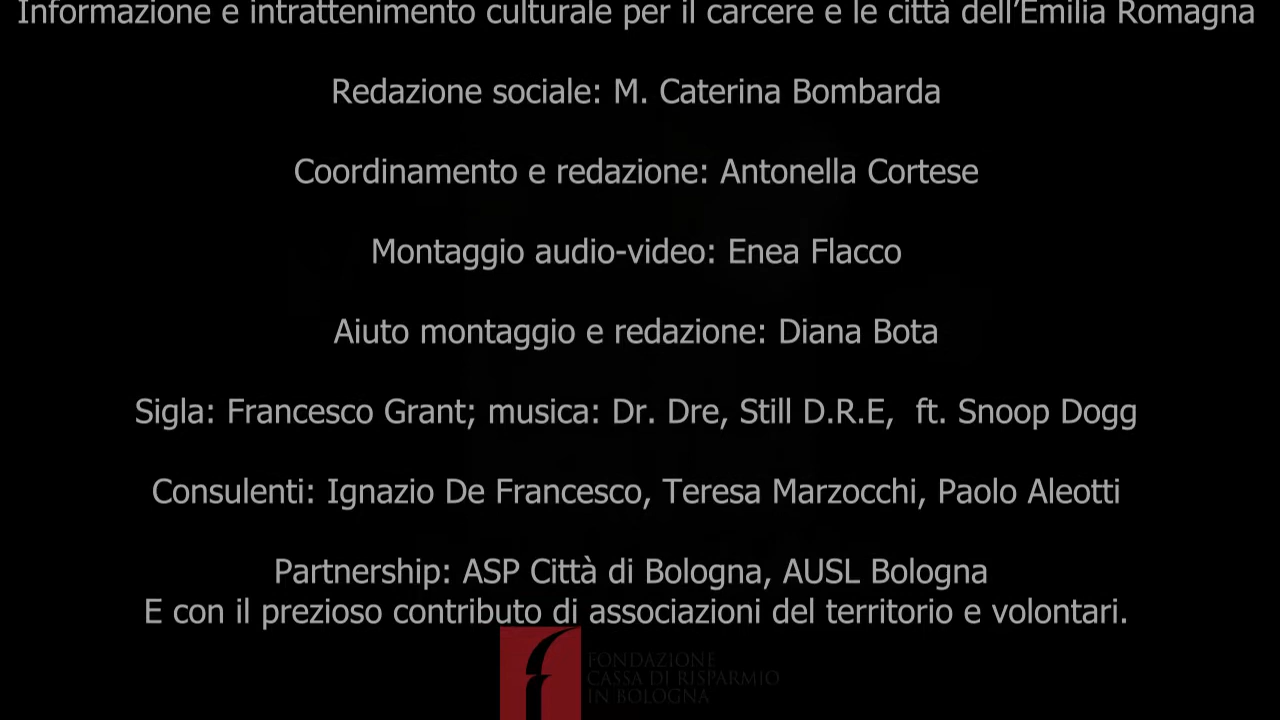 Informazione e intrattenimento culturale per il carcere e le città dell'Emilia Romagna
Redazione sociale: M. Caterina Bombarda
Coordinamento e redazione: Antonella Cortese
Montaggio audio-video: Enea Flacco
Aiuto montaggio e redazione: Diana Bota
Sigla: Francesco Grant; musica: Dr. Dre, Still D.R.E,  ft. Snoop Dogg
Consulenti: Ignazio De Francesco, Teresa Marzocchi, Paolo Aleotti
Partnership: ASP Città di Bologna, AUSL Bologna
E con il prezioso contributo di associazioni del territorio e volontari.
FONDAZIONE
CASSA DI RISPARMIO
IN BOLOGNA